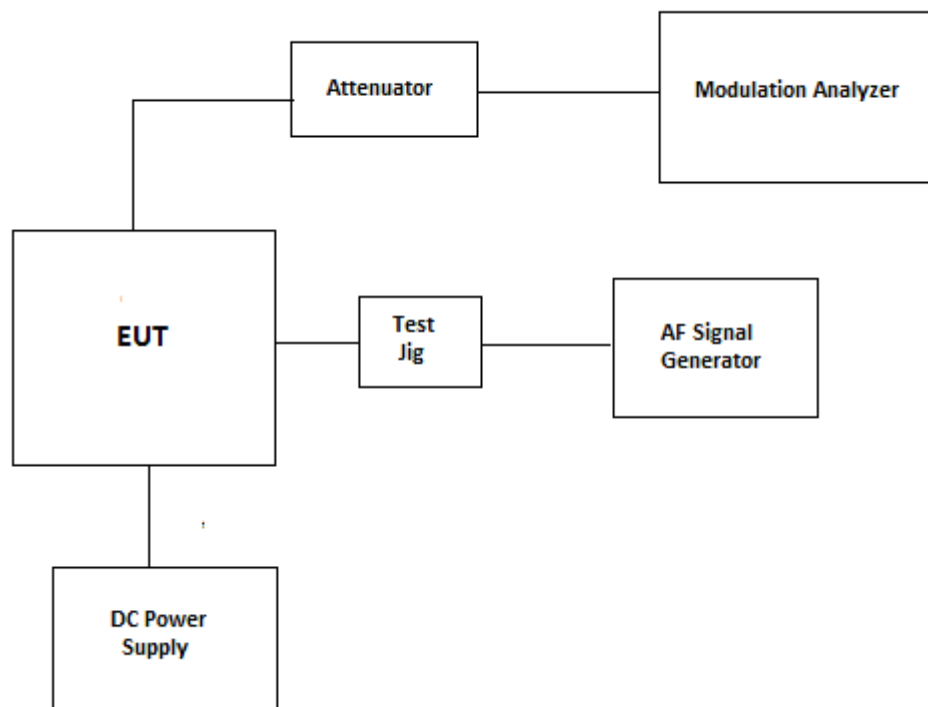 Attenuator
Modulation Analyzer
EUT
Test
Jig
AF Signal
Generator
DC Power
Supply